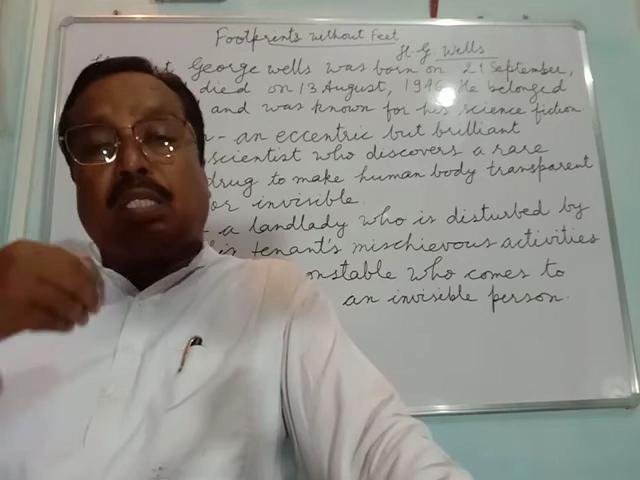 Footprints without Feet
H G Wells
George wells was born on 21 September,
died on 13 August, 1946. He belonged
and was known for his science fiction
- an eccentric but brilliant
scientist who discovers a rare
drug to make human body transparent
or invisible.
- a landlady who is disturbed by
his tenant's mischievous activities
who comes to
an invisible person.